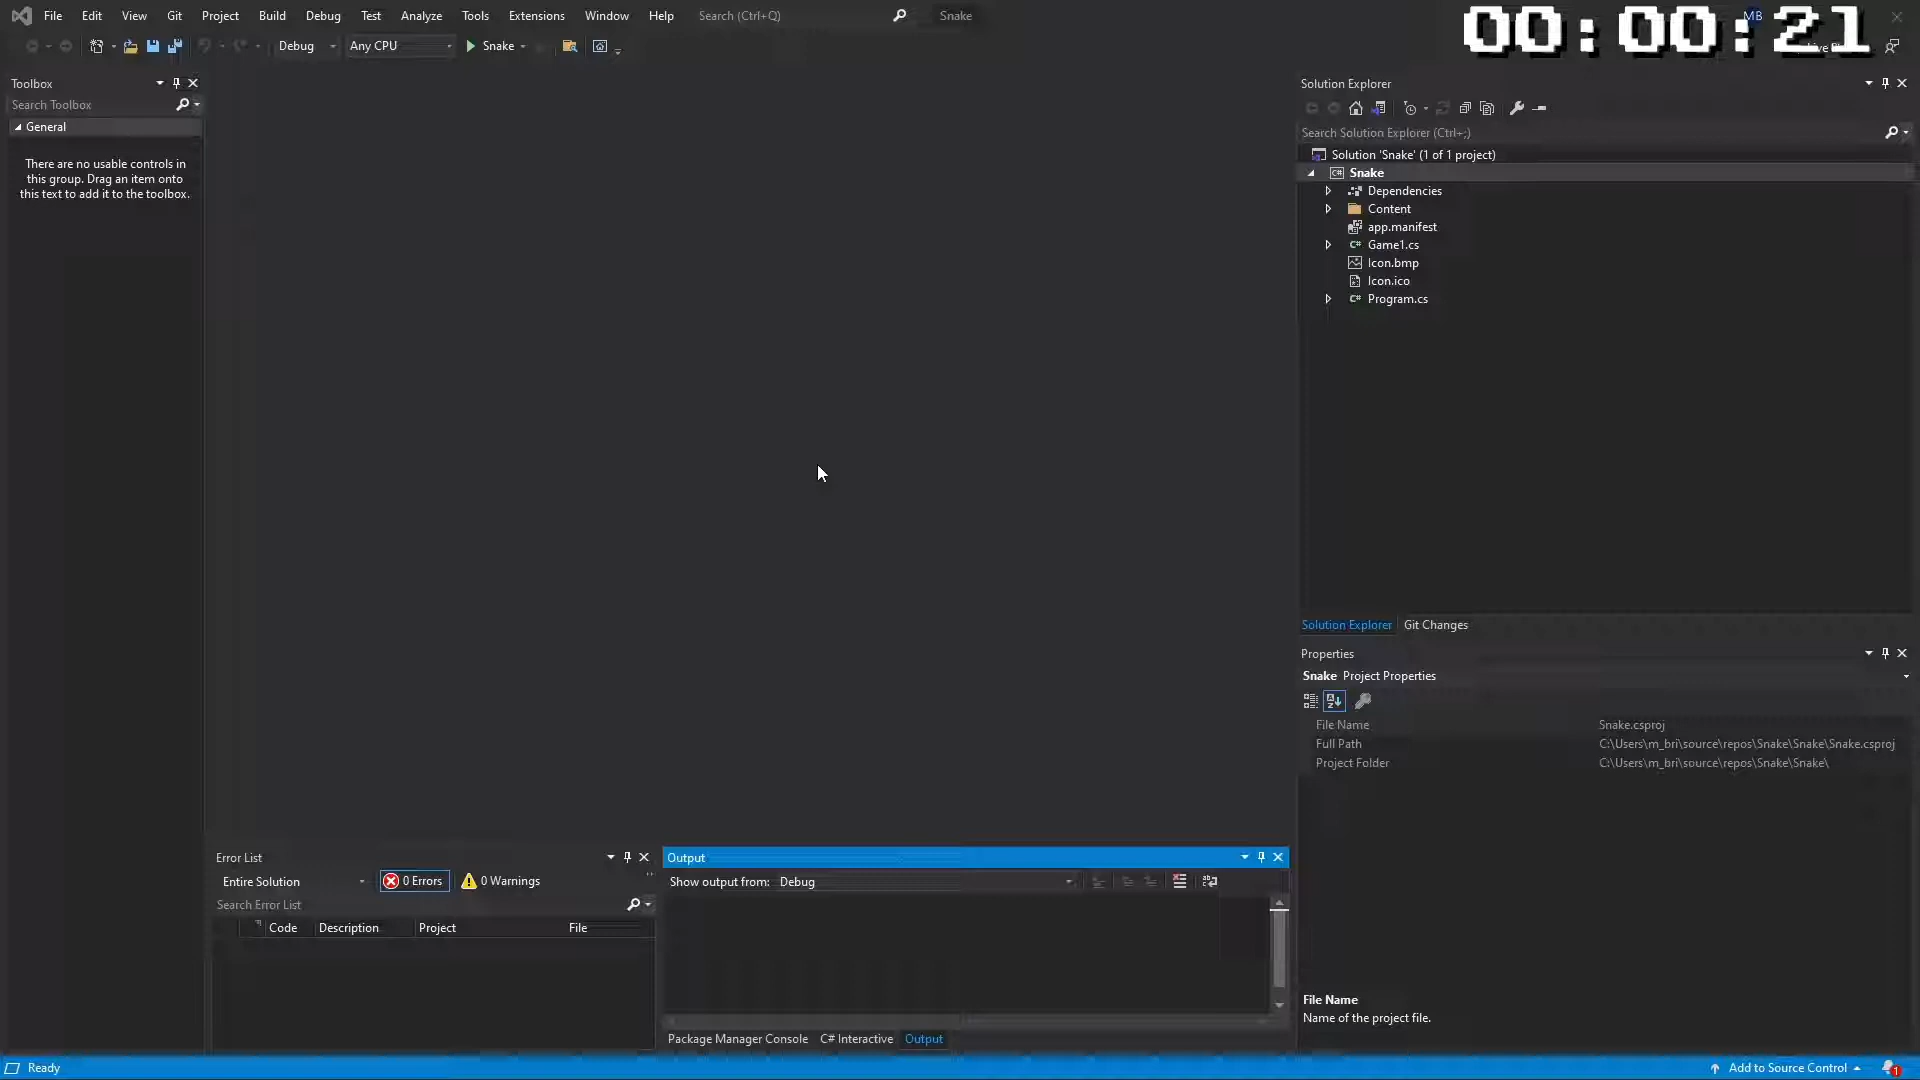 File Edit View Git Project Build Debug Test Analyze Tools Extensions Window Help Search (Ctrl+Q) Snake MB
00:00:21
Debug Any CPU Snake
Toolbox
Search Toolbox
General
There are no usable controls in
this group. Drag an item onto
this text to add it to the toolbox.
Solution Explorer
Search Solution Explorer (Ctrl+;)
Solution 'Snake' (1 of 1 project)
C# Snake
Dependencies
Content
app.manifest
C# Game1.cs
Icon.bmp
Icon.ico
C# Program.cs
Solution Explorer Git Changes
Properties
Snake Project Properties
File Name Snake.csproj
Full Path C:\Users\m_bri\source\repos\Snake\Snake\Snake.csproj
Project Folder C:\Users\m_bri\source\repos\Snake\Snake\
File Name
Name of the project file.
Error List
Entire Solution 0 Errors 0 Warnings
Search Error List
Code Description Project File
Output
Show output from: Debug
Package Manager Console C# Interactive Output
Ready
Add to Source Control 1